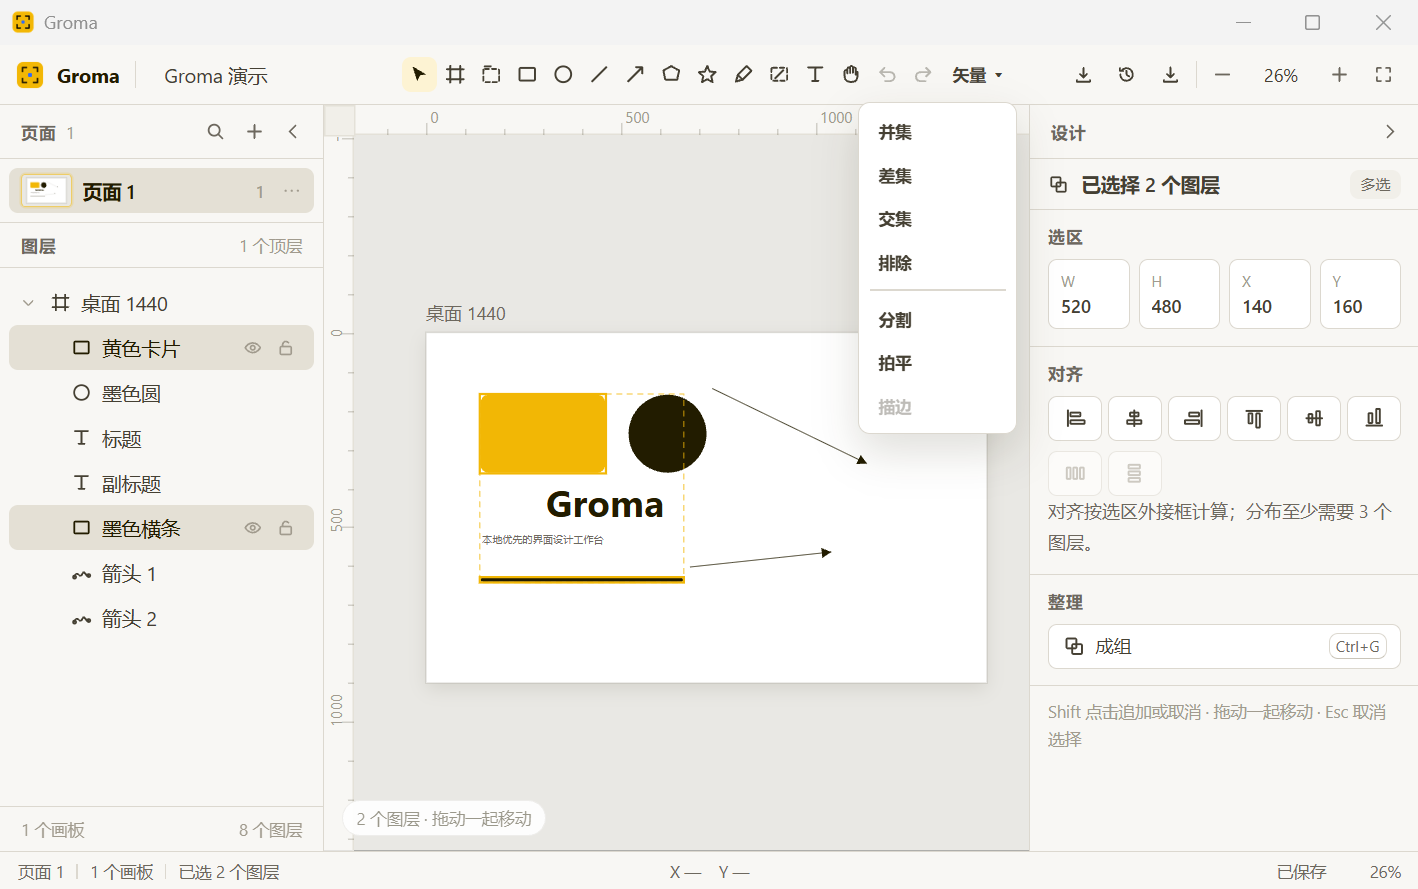 Groma
Groma
Groma 演示
矢量
26%
页面 1
页面 1
1
图层
1 个顶层
桌面 1440
黄色卡片
墨色圆
标题
副标题
墨色横条
箭头 1
箭头 2
1 个画板
8 个图层
0
500
1000
0
500
1000
桌面 1440
Groma
本地优先的界面设计工作台
2 个图层 · 拖动一起移动
并集
差集
交集
排除
分割
拍平
描边
设计
已选择 2 个图层
多选
选区
W
520
H
480
X
140
Y
160
对齐
对齐按选区外接框计算；分布至少需要 3 个
图层。
整理
成组
Ctrl+G
Shift 点击追加或取消 · 拖动一起移动 · Esc 取消
选择
页面 1
1 个画板
已选 2 个图层
X —
Y —
已保存
26%